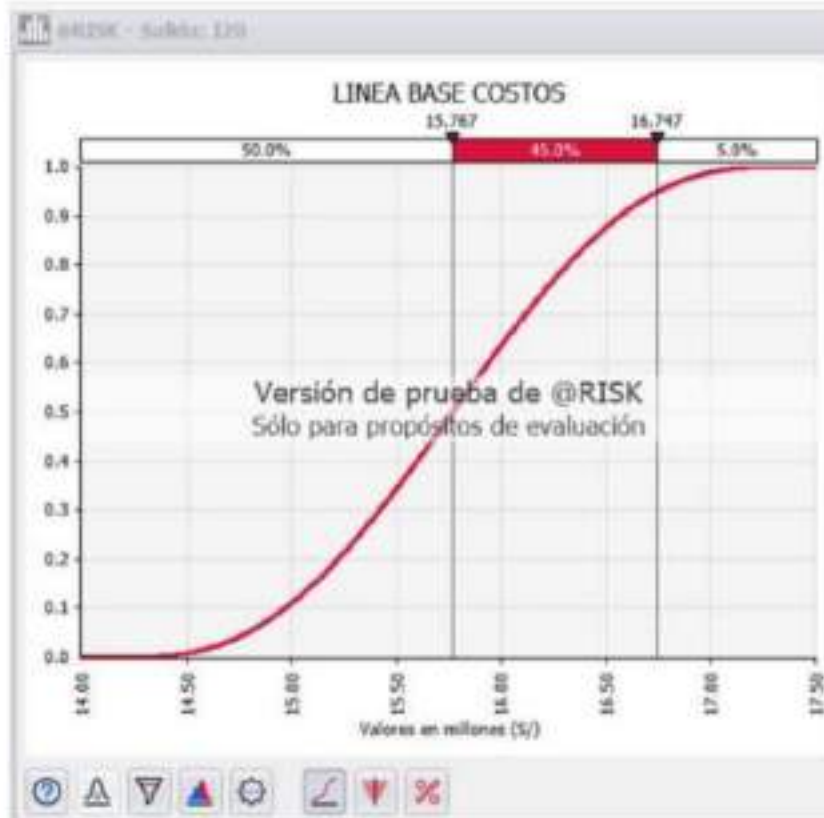 @RISK - Salida: I20
LINEA BASE COSTOS
15.767 16.747
50.0% 45.0% 5.0%
1.0
0.9
0.8
0.7
0.6
0.5
0.4
0.3
0.2
0.1
0.0
Versión de prueba de @RISK
Sólo para propósitos de evaluación
14.00 14.50 15.00 15.50 16.00 16.50 17.00 17.50
Valores en millones (S/)